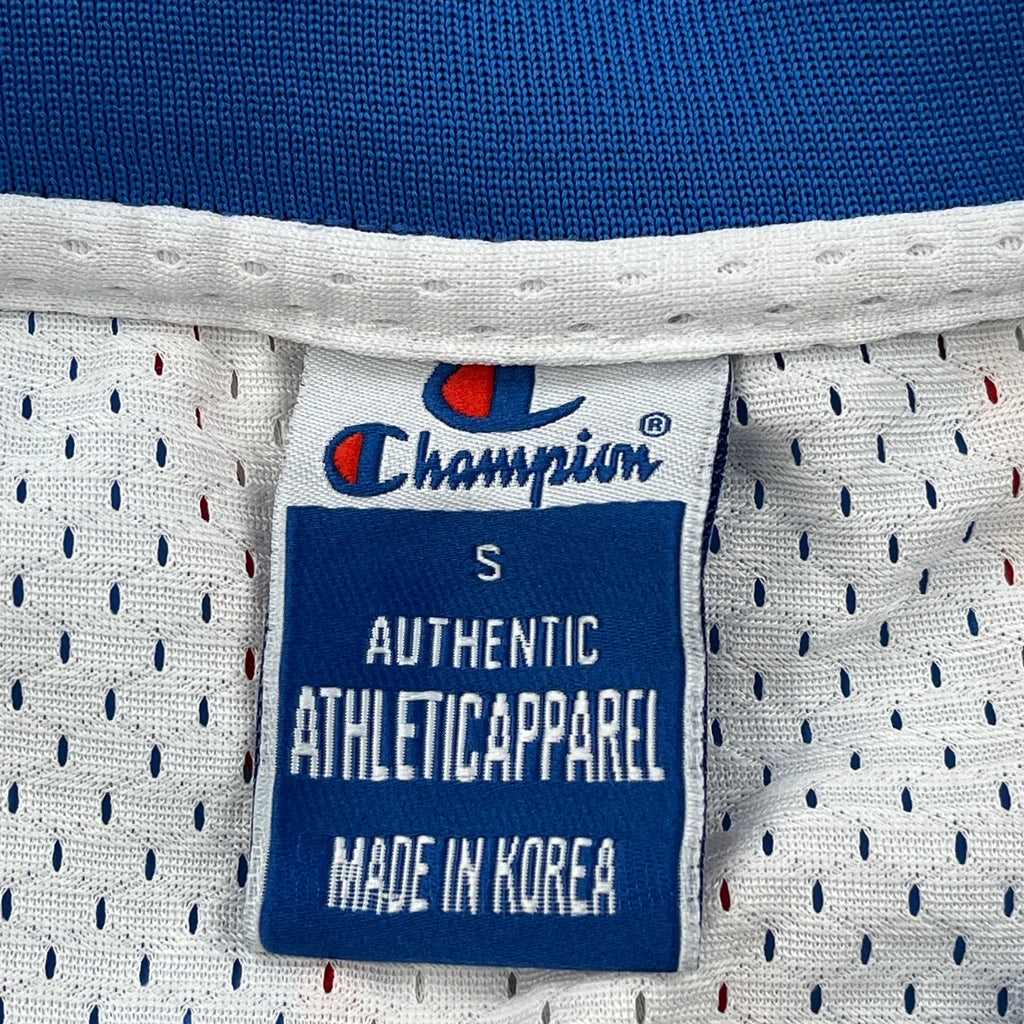 Champion®
S
AUTHENTIC
ATHLETICAPPAREL
MADE IN KOREA